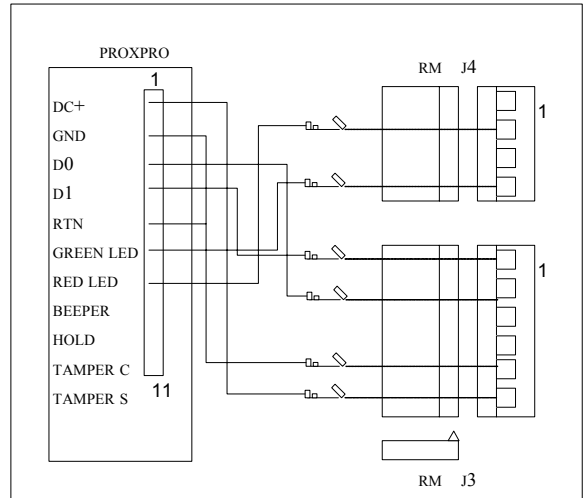 PROXPRO
1
DC+
GND
D0
D1
RTN
GREEN LED
RED LED
BEEPER
HOLD
TAMPER C
TAMPER S
11
RM J4
1
1
RM J3